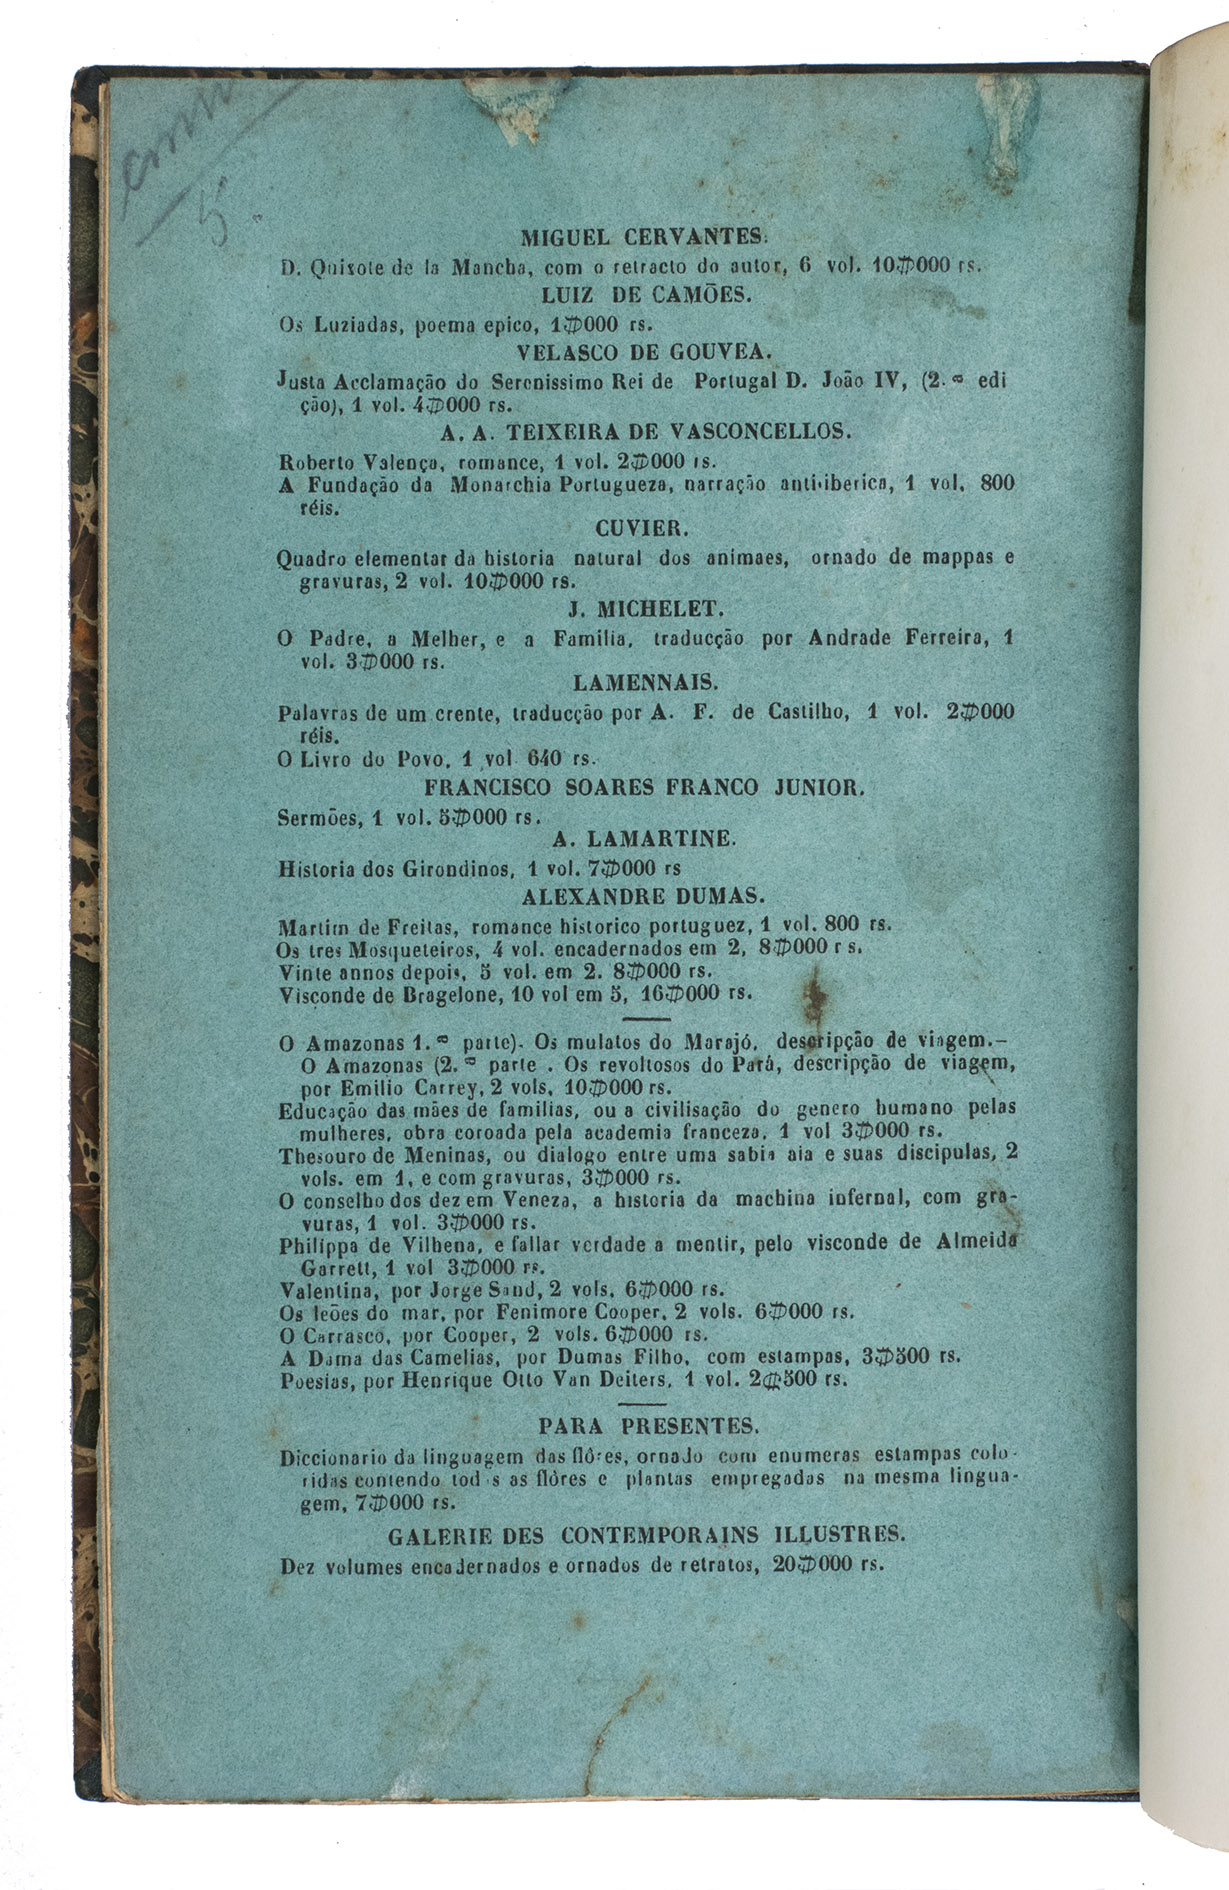 MIGUEL CERVANTES.
D. Quixote de la Mancha, com o retracto do autor, 6 vol. 10$000 rs.
LUIZ DE CAMÕES.
Os Luziadas, poema epico, 1$000 rs.
VELASCO DE GOUVEA.
Justa Acclamação do Serenissimo Rei de Portugal D. João IV, (2.ª edi
ção), 1 vol. 4$000 rs.
A. A. TEIXEIRA DE VASCONCELLOS.
Roberto Valença, romance, 1 vol. 2$000 rs.
A Fundação da Monarchia Portugueza, narração anti-iberica, 1 vol. 800
réis.
CUVIER.
Quadro elementar da historia natural dos animaes, ornado de mappas e
gravuras, 2 vol. 10$000 rs.
J. MICHELET.
O Padre, a Melher, e a Familia, traducção por Andrade Ferreira, 1
vol. 3$000 rs.
LAMENNAIS.
Palavras de um crente, traducção por A. F. de Castilho, 1 vol. 2$000
réis.
O Livro do Povo, 1 vol 640 rs.
FRANCISCO SOARES FRANCO JUNIOR.
Sermões, 1 vol. 5$000 rs.
A. LAMARTINE.
Historia dos Girondinos, 1 vol. 7$000 rs
ALEXANDRE DUMAS.
Martim de Freitas, romance historico portuguez, 1 vol. 800 rs.
Os tres Mosqueteiros, 4 vol. encadernados em 2, 8$000 r s.
Vinte annos depois, 5 vol. em 2. 8$000 rs.
Visconde de Bragelone, 10 vol em 5, 16$000 rs.
O Amazonas 1.ª parte). Os mulatos do Marajó, descripção de viagem.—
O Amazonas (2.ª parte . Os revoltosos do Pará, descripção de viagem,
por Emilio Carrey, 2 vols, 10$000 rs.
Educação das mães de familias, ou a civilisação do genero humano pelas
mulheres, obra coroada pela academia franceza, 1 vol 3$000 rs.
Thesouro de Meninas, ou dialogo entre uma sabia aia e suas discipulas, 2
vols. em 1, e com gravuras, 3$000 rs.
O conselho dos dez em Veneza, a historia da machina infernal, com gra-
vuras, 1 vol. 3$000 rs.
Philippa de Vilhena, e fallar verdade a mentir, pelo visconde de Almeida
Garrett, 1 vol 3$000 rs.
Valentina, por Jorge Sand, 2 vols, 6$000 rs.
Os leões do mar, por Fenimore Cooper, 2 vols. 6$000 rs.
O Carrasco, por Cooper, 2 vols. 6$000 rs.
A Dama das Camelias, por Dumas Filho, com estampas, 3$500 rs.
Poesias, por Henrique Otto Van Deiters, 1 vol. 2$500 rs.
PARA PRESENTES.
Diccionario da linguagem das flôres, ornado com enumeras estampas colo-
ridas contendo tod s as flôres e plantas empregadas na mesma lingua-
gem, 7$000 rs.
GALERIE DES CONTEMPORAINS ILLUSTRES.
Dez volumes encadernados e ornados de retratos, 20$000 rs.